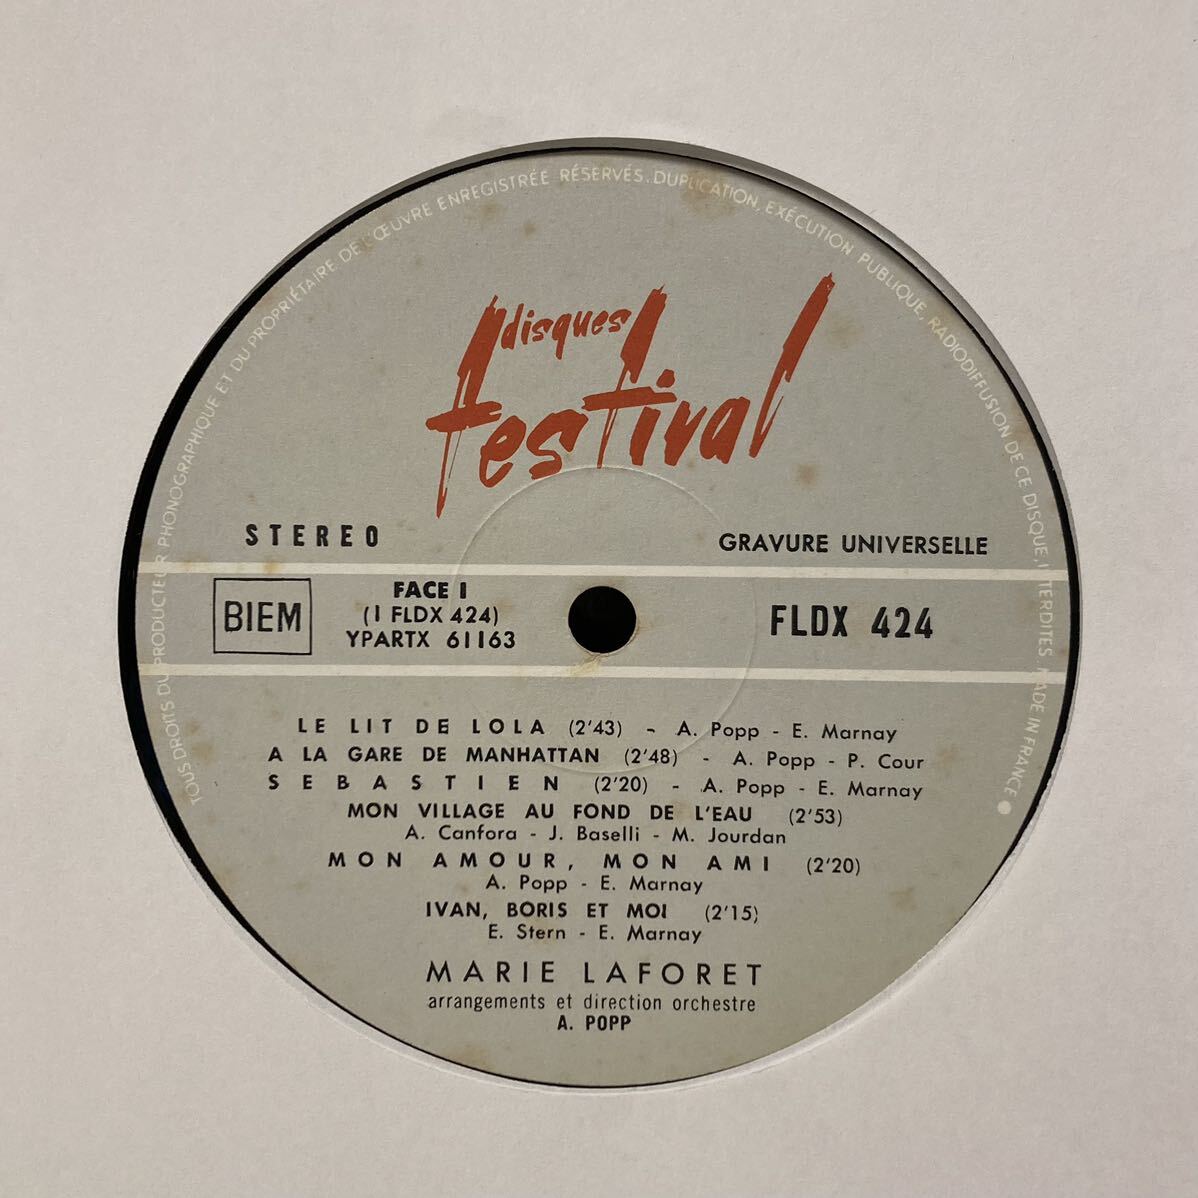 TOUS DROITS DU PRODUCTEUR PHONOGRAPHIQUE ET DU PROPRIÉTAIRE DE L'ŒUVRE ENREGISTRÉE RÉSERVÉS. DUPLICATION, EXÉCUTION PUBLIQUE, RADIODIFFUSION DE CE DISQUE, INTERDITES. MADE IN FRANCE ●
disques
festival
STEREO
GRAVURE UNIVERSELLE
BIEM
FACE I
(I FLDX 424)
YPARTX 61163
FLDX 424
LE LIT DE LOLA (2'43) - A. Popp - E. Marnay
A LA GARE DE MANHATTAN (2'48) - A. Popp - P. Cour
SEBASTIEN (2'20) - A. Popp - E. Marnay
MON VILLAGE AU FOND DE L'EAU (2'53)
A. Canfora - J. Baselli - M. Jourdan
MON AMOUR, MON AMI (2'20)
A. Popp - E. Marnay
IVAN, BORIS ET MOI (2'15)
E. Stern - E. Marnay
MARIE LAFORET
arrangements et direction orchestre
A. POPP